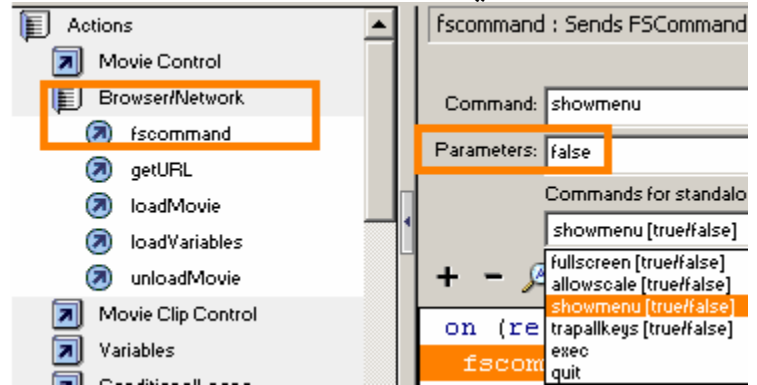 Actions
Movie Control
Browser/Network
fscommand
getURL
loadMovie
loadVariables
unloadMovie
Movie Clip Control
Variables
fscommand : Sends FSCommand
Command: showmenu
Parameters: false
Commands for standalo
showmenu [true/false]
fullscreen [true/false]
allowscale [true/false]
showmenu [true/false]
trapallkeys [true/false]
exec
quit
+ -
on (re
fscom